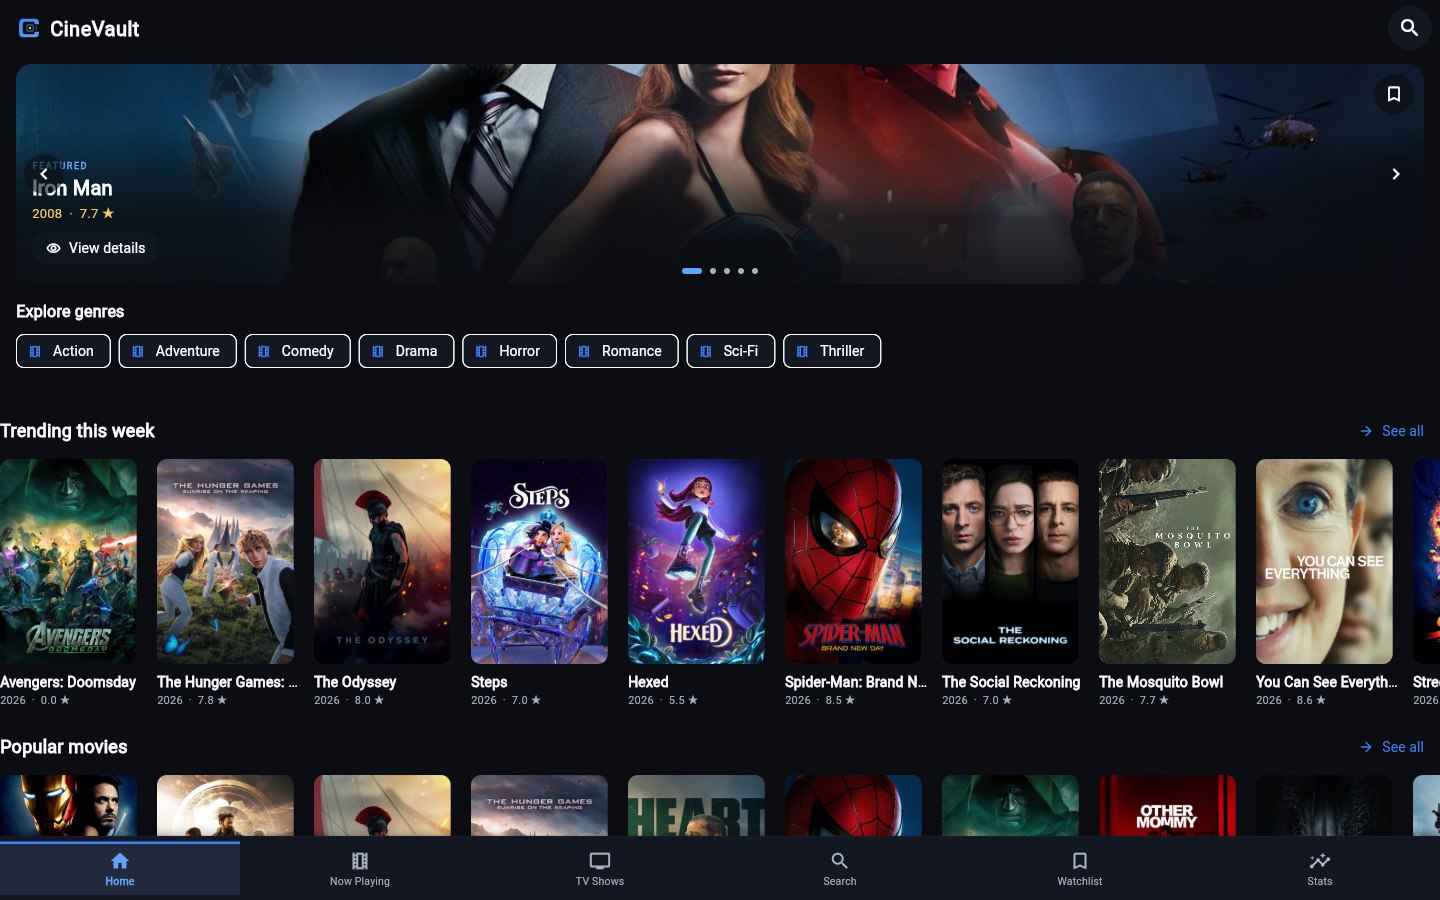 CineVault
FEATURED
Iron Man
2008 · 7.7 ★
View details
Explore genres
Action
Adventure
Comedy
Drama
Horror
Romance
Sci-Fi
Thriller
Trending this week
See all
THE HUNGER GAMES
SUNRISE ON THE REAPING
STEPS
THE
MOSQUITO
BOWL
YOU CAN SEE
EVERYTHING
AVENGERS
DOOMSDAY
THE ODYSSEY
HEXED
SPIDER-MAN
BRAND NEW DAY
THE
SOCIAL RECKONING
Avengers: Doomsday
2026 · 0.0 ★
The Hunger Games: ...
2026 · 7.8 ★
The Odyssey
2026 · 8.0 ★
Steps
2026 · 7.0 ★
Hexed
2026 · 5.5 ★
Spider-Man: Brand N...
2026 · 8.5 ★
The Social Reckoning
2026 · 7.0 ★
The Mosquito Bowl
2026 · 7.7 ★
You Can See Everyth...
2026 · 8.6 ★
Stre
2026
Popular movies
See all
THE HUNGER GAMES
SUNRISE ON THE REAPING
HEART
OTHER
MOMMY
Home
Now Playing
TV Shows
Search
Watchlist
Stats